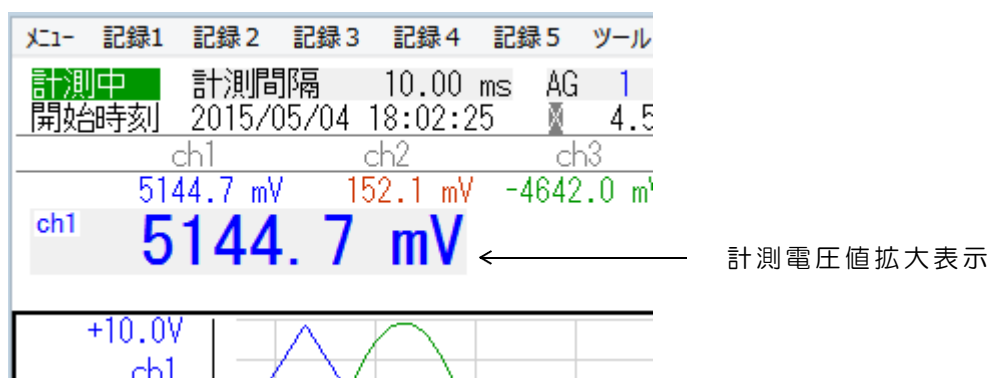 ﾒﾆｭｰ 記録1 記録2 記録3 記録4 記録5 ツール
計測中 計測間隔 10.00 ms AG 1
開始時刻 2015/05/04 18:02:25 4.5
ch1 ch2 ch3
5144.7 mV 152.1 mV -4642.0 m
ch1 5144.7 mV
計測電圧値拡大表示
+10.0V
ch1